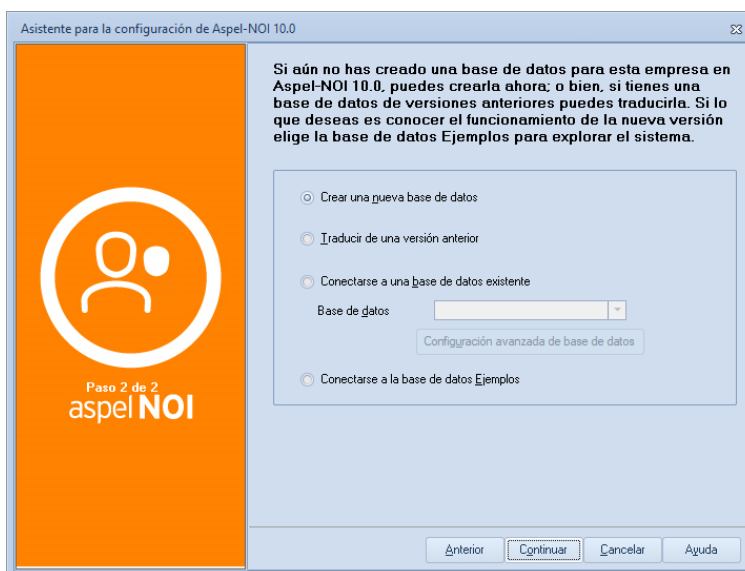 Asistente para la configuración de Aspel-NOI 10.0
Si aún no has creado una base de datos para esta empresa en
Aspel-NOI 10.0, puedes crearla ahora; o bien, si tienes una
base de datos de versiones anteriores puedes traducirla. Si lo
que deseas es conocer el funcionamiento de la nueva versión
elige la base de datos Ejemplos para explorar el sistema.
Crear una nueva base de datos
Traducir de una versión anterior
Conectarse a una base de datos existente
Base de datos
Configuración avanzada de base de datos
Conectarse a la base de datos Ejemplos
Paso 2 de 2
aspel NOI
Anterior
Continuar
Cancelar
Ayuda